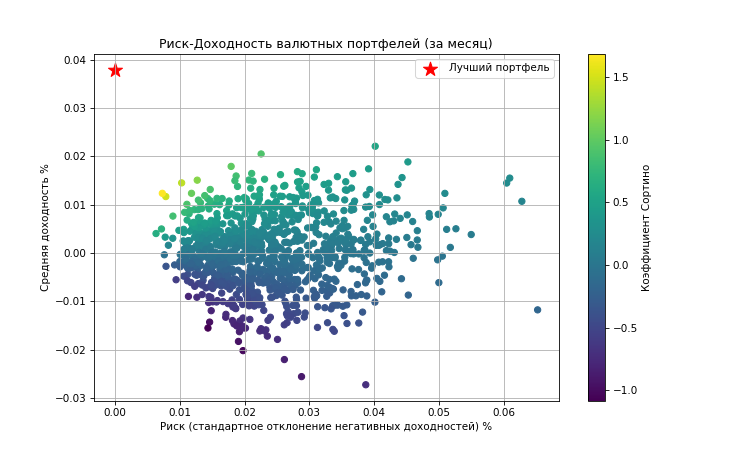 Риск-Доходность валютных портфелей (за месяц)
Лучший портфель
0.04
0.03
0.02
0.01
0.00
−0.01
−0.02
−0.03
Средняя доходность %
0.00 0.01 0.02 0.03 0.04 0.05 0.06
Риск (стандартное отклонение негативных доходностей) %
1.5
1.0
0.5
0.0
−0.5
−1.0
Коэффициент Сортино